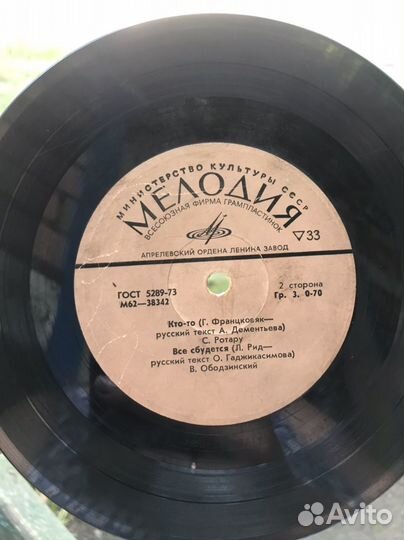 МИНИСТЕРСТВО КУЛЬТУРЫ СССР
МЕЛОДИЯ
ВСЕСОЮЗНАЯ ФИРМА ГРАМПЛАСТИНОК
▽33
АПРЕЛЕВСКИЙ ОРДЕНА ЛЕНИНА ЗАВОД
ГОСТ 5289-73
М62—38342
2 сторона
Гр. 3. 0-70
Кто-то (Г. Францковяк—
русский текст А. Дементьева)
С. Ротару
Все сбудется (Л. Рид—
русский текст О. Гаджикасимова)
В. Ободзинский
Avito